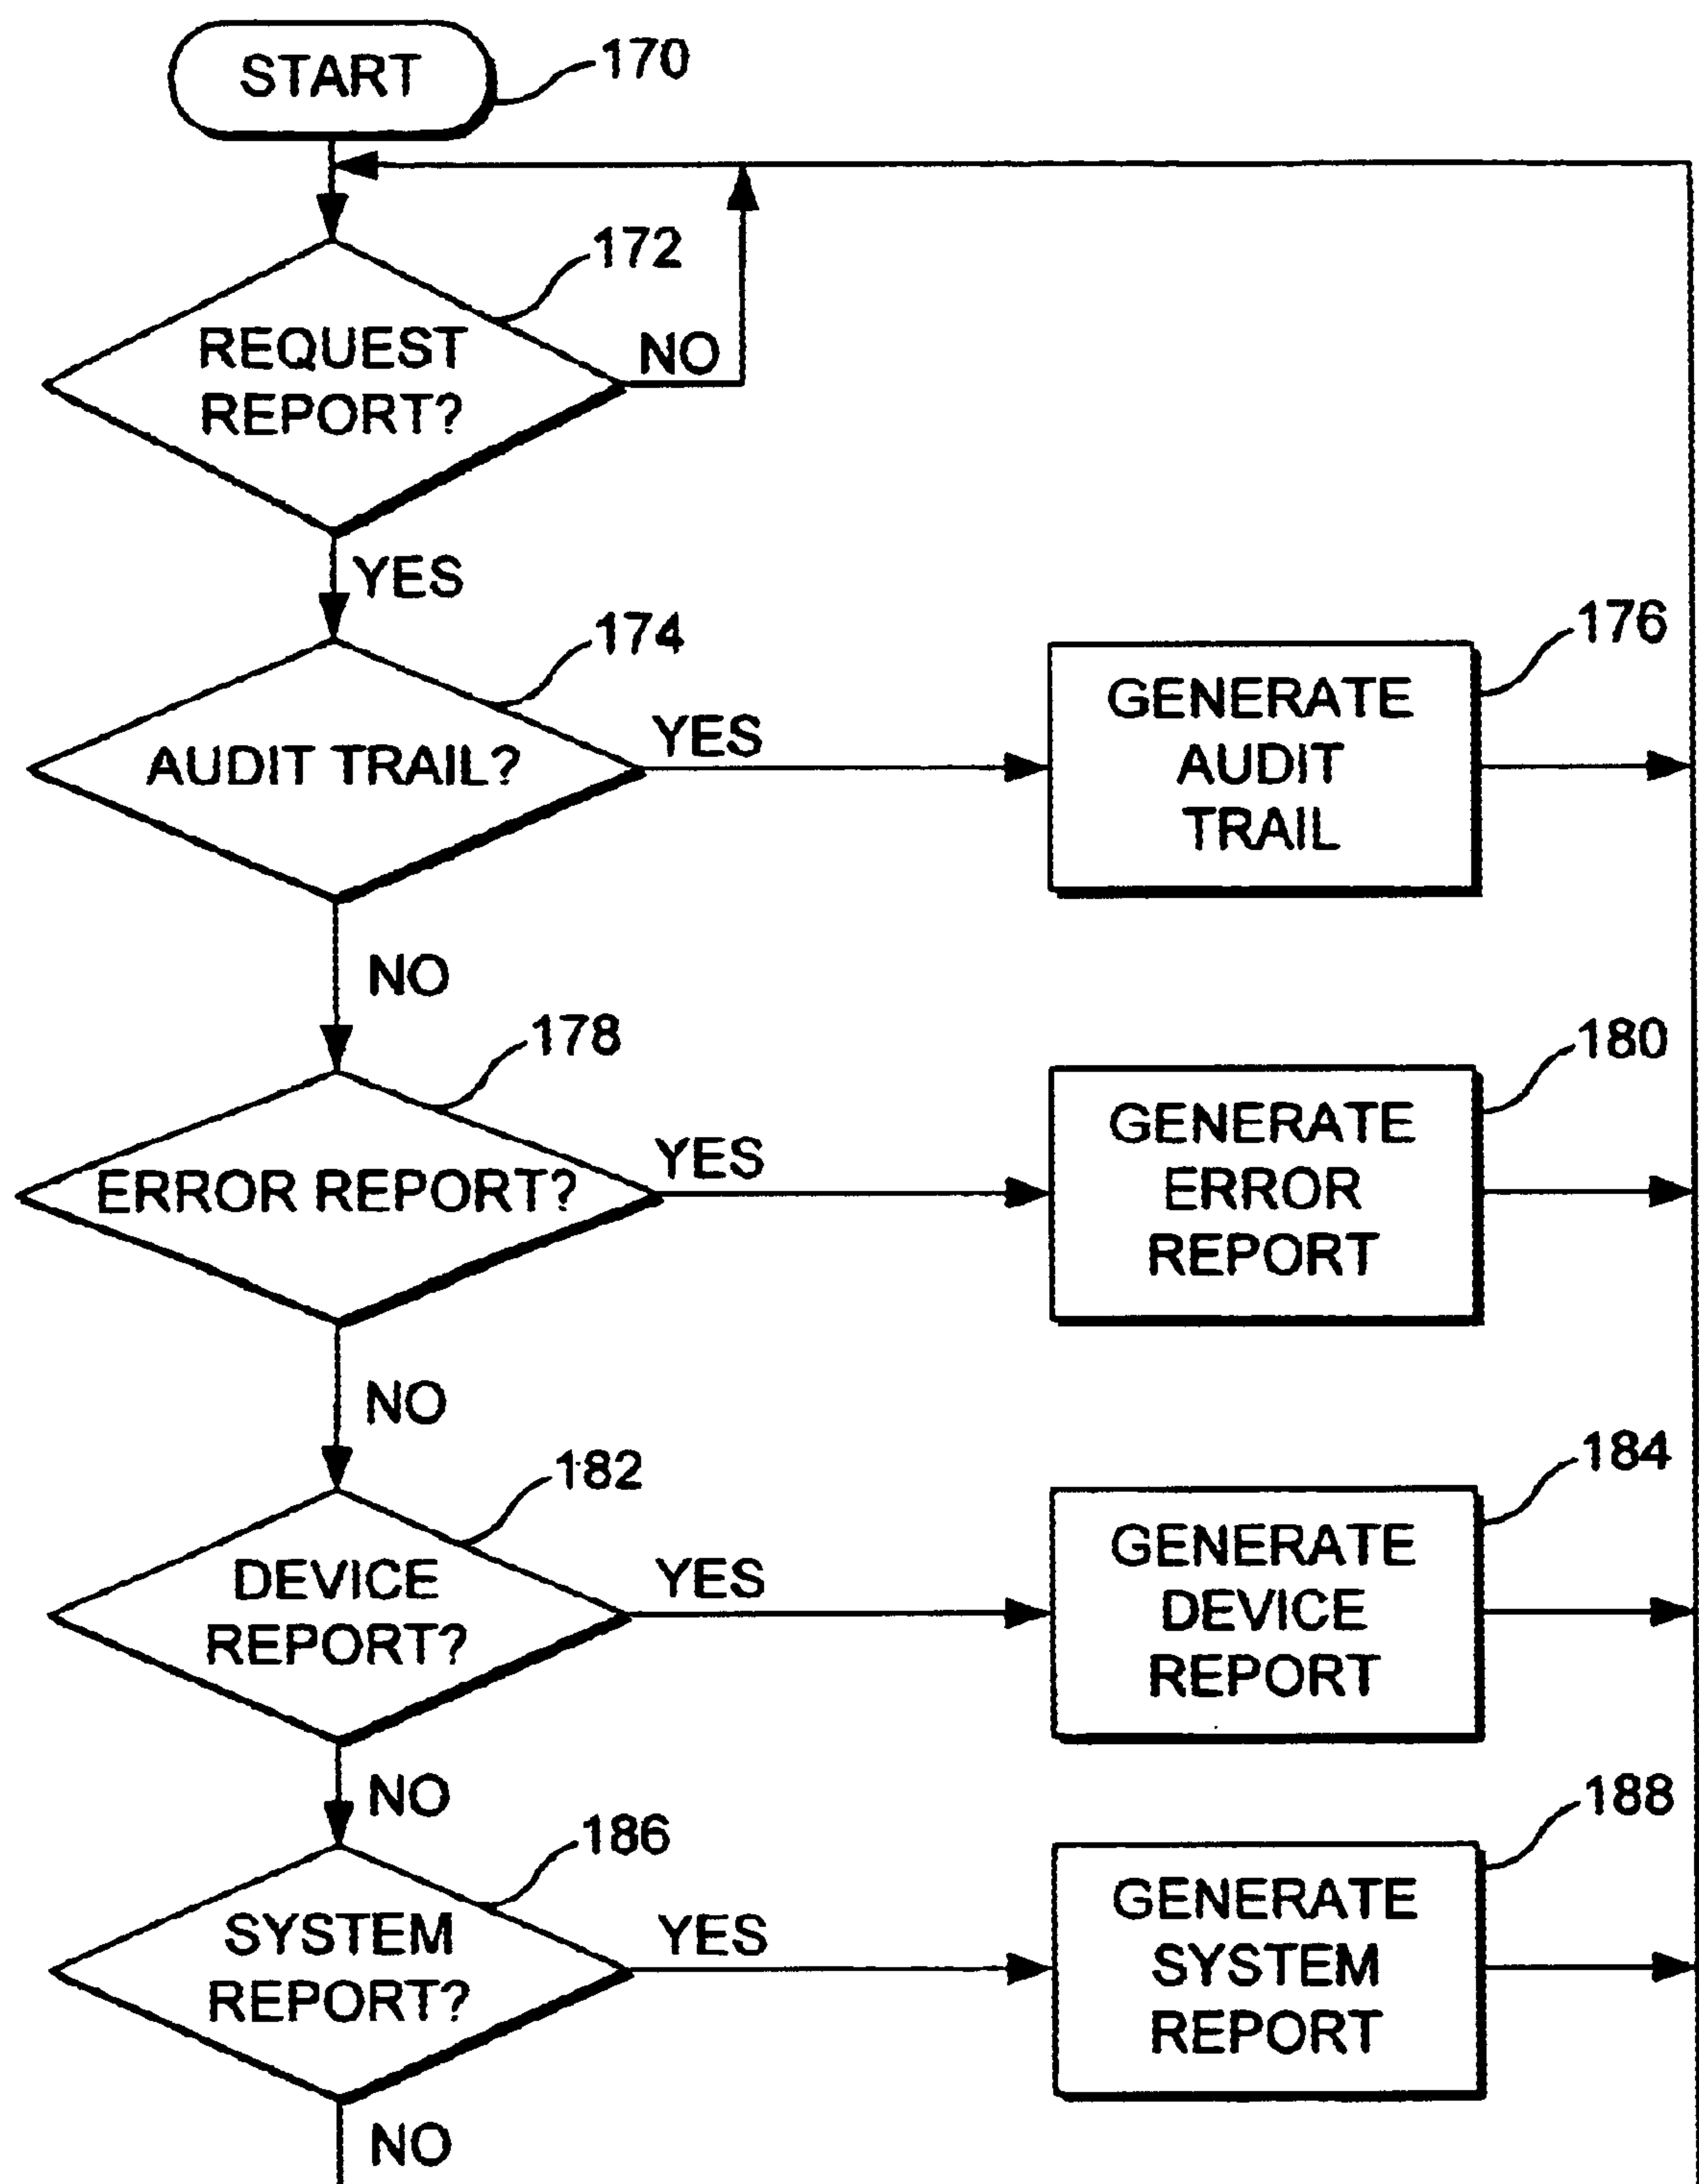 START
170
172
REQUEST
REPORT?
NO
YES
174
AUDIT TRAIL?
YES
176
GENERATE
AUDIT
TRAIL
NO
178
ERROR REPORT?
YES
180
GENERATE
ERROR
REPORT
NO
182
DEVICE
REPORT?
YES
184
GENERATE
DEVICE
REPORT
NO
186
SYSTEM
REPORT?
YES
188
GENERATE
SYSTEM
REPORT
NO